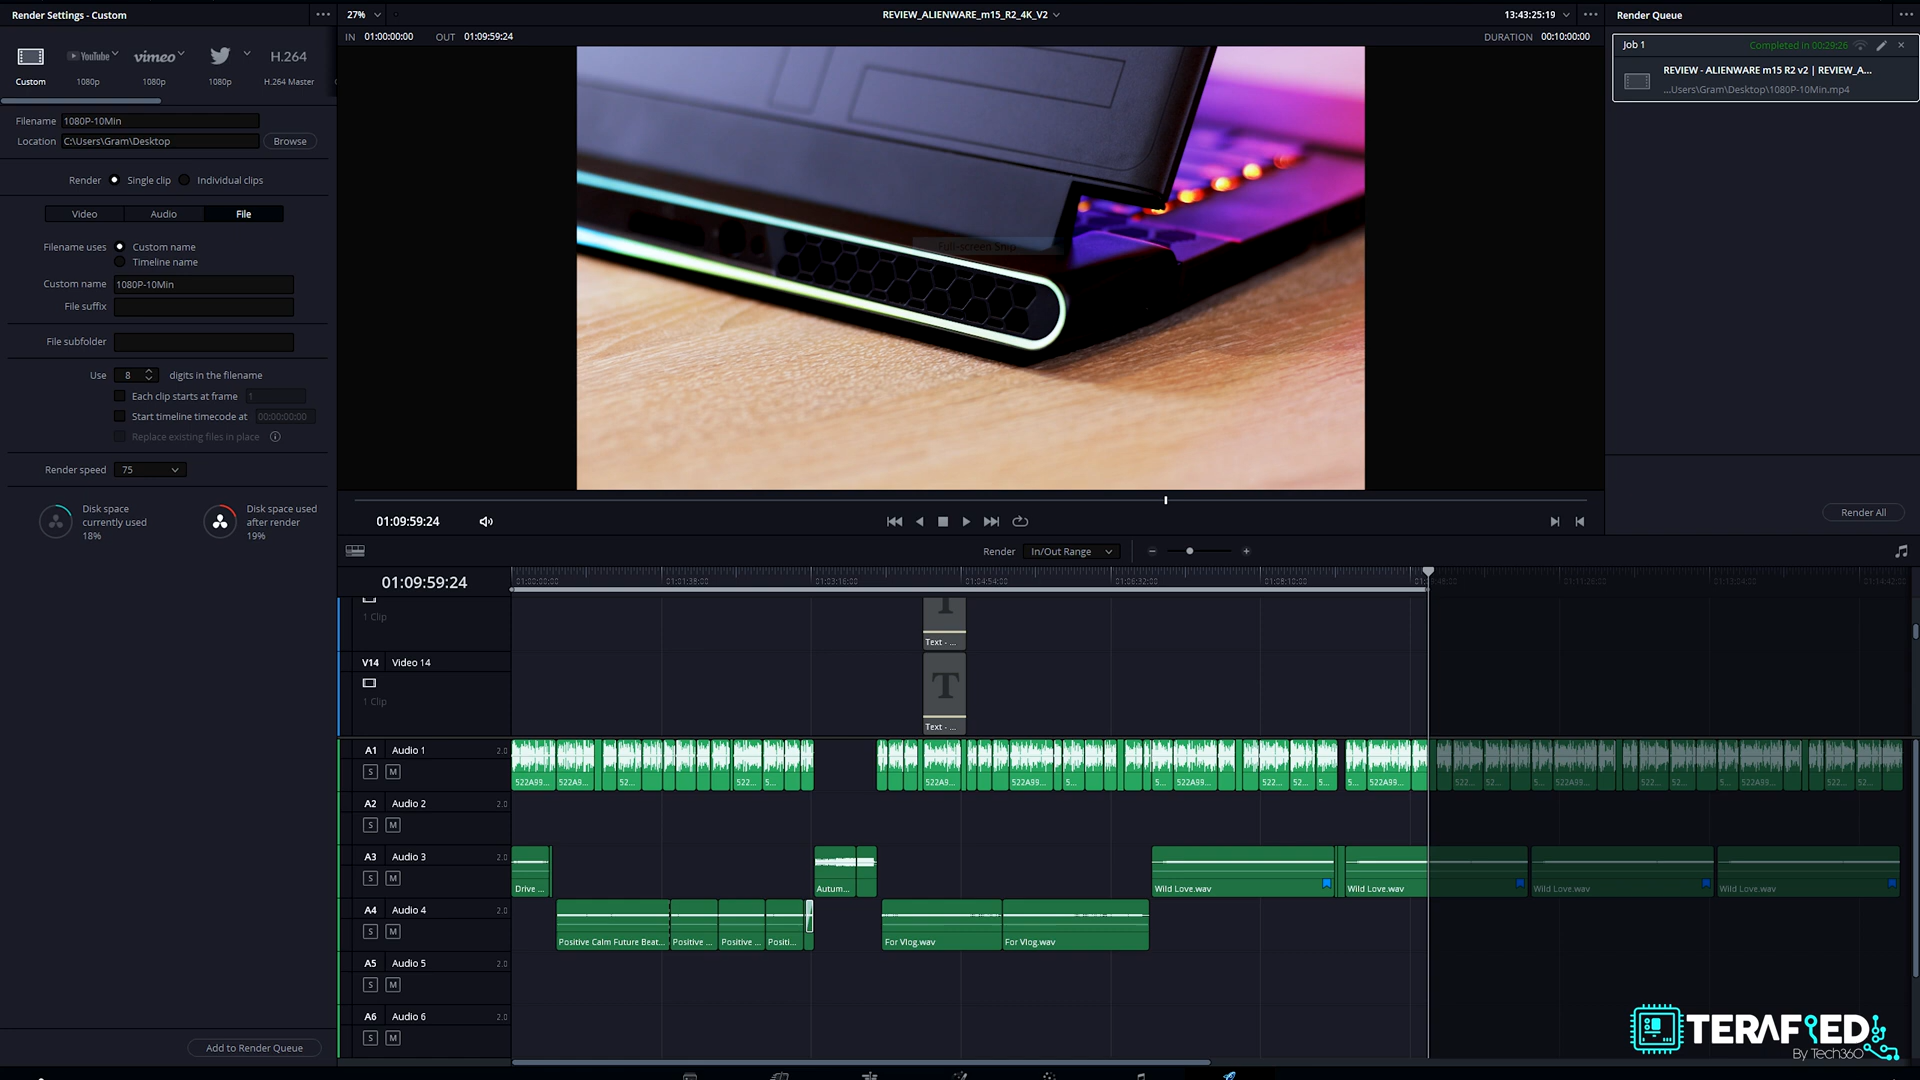 Render Settings - Custom
27%
REVIEW_ALIENWARE_m15_R2_4K_V2
13:43:25:19
Render Queue
IN 01:00:00:00 OUT 01:09:59:24
DURATION 00:10:00:00
Job 1 Completed in 00:29:26
REVIEW - ALIENWARE m15 R2 v2 | REVIEW_A...
...Users\Gram\Desktop\1080P-10Min.mp4
YouTube vimeo H.264
Custom 1080p 1080p 1080p H.264 Master
Filename 1080P-10Min
Location C:\Users\Gram\Desktop Browse
Render Single clip Individual clips
Video Audio File
Filename uses Custom name
Timeline name
Custom name 1080P-10Min
File suffix
File subfolder
Use 8 digits in the filename
Each clip starts at frame 1
Start timeline timecode at 00:00:00:00
Replace existing files in place
Render speed 75
Disk space currently used 18%
Disk space used after render 19%
Add to Render Queue
Full-screen Snip
01:09:59:24
Render All
Render In/Out Range
01:09:59:24
01:00:00:00 01:01:38:00 01:03:16:00 01:04:54:00 01:06:32:00 01:08:10:00 01:11:26:00 01:13:04:00 01:14:42:00
1 Clip
Text - ...
V14 Video 14
1 Clip
T
Text - ...
A1 Audio 1 2.0
S M
522A99... 522A99... 52... 522... 5... 522A99... 522A99... 5... 5... 522A99... 522... 52... 5... 522A99... 522... 52... 5... 522A99... 52... 52... 5... 522A99... 5... 52...
A2 Audio 2 2.0
S M
A3 Audio 3 2.0
S M
Drive ... Autum... Wild Love.wav Wild Love.wav Wild Love.wav Wild Love.wav
A4 Audio 4 2.0
S M
Positive Calm Future Beat... Positive ... Positive ... Positi... For Vlog.wav For Vlog.wav
A5 Audio 5 2.0
S M
A6 Audio 6 2.0
S M
TERAFIED
By Tech360